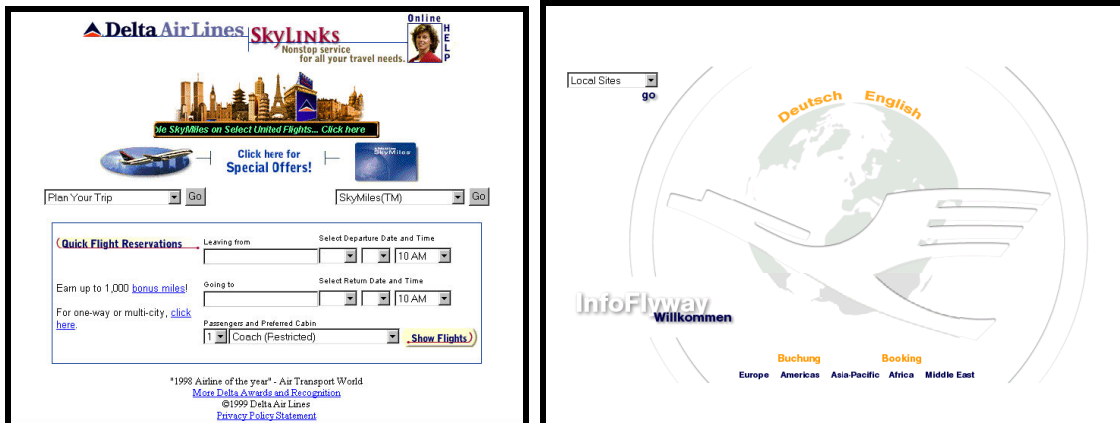 Online
HELP
Delta Air Lines
SkyLinks
Nonstop service
for all your travel needs.
ple SkyMiles on Select United Flights... Click here
Click here for
Special Offers!
SkyMiles
Plan Your Trip
Go
SkyMiles(TM)
Go
Quick Flight Reservations
Leaving from
Select Departure Date and Time
10 AM
Earn up to 1,000 bonus miles!
Going to
Select Return Date and Time
10 AM
For one-way or multi-city, click
here.
Passengers and Preferred Cabin
1
Coach (Restricted)
Show Flights
"1998 Airline of the year" - Air Transport World
More Delta Awards and Recognition
©1999 Delta Air Lines
Privacy Policy Statement
Local Sites
go
Deutsch English
InfoFlyway
Willkommen
Buchung Booking
Europe Americas Asia-Pacific Africa Middle East